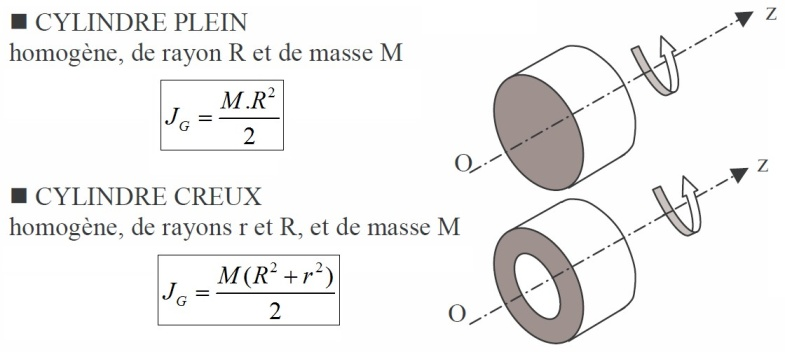 ■ CYLINDRE PLEIN
homogène, de rayon R et de masse M
J_G = M.R² / 2
O
z
■ CYLINDRE CREUX
homogène, de rayons r et R, et de masse M
J_G = M(R² + r²) / 2
O
z